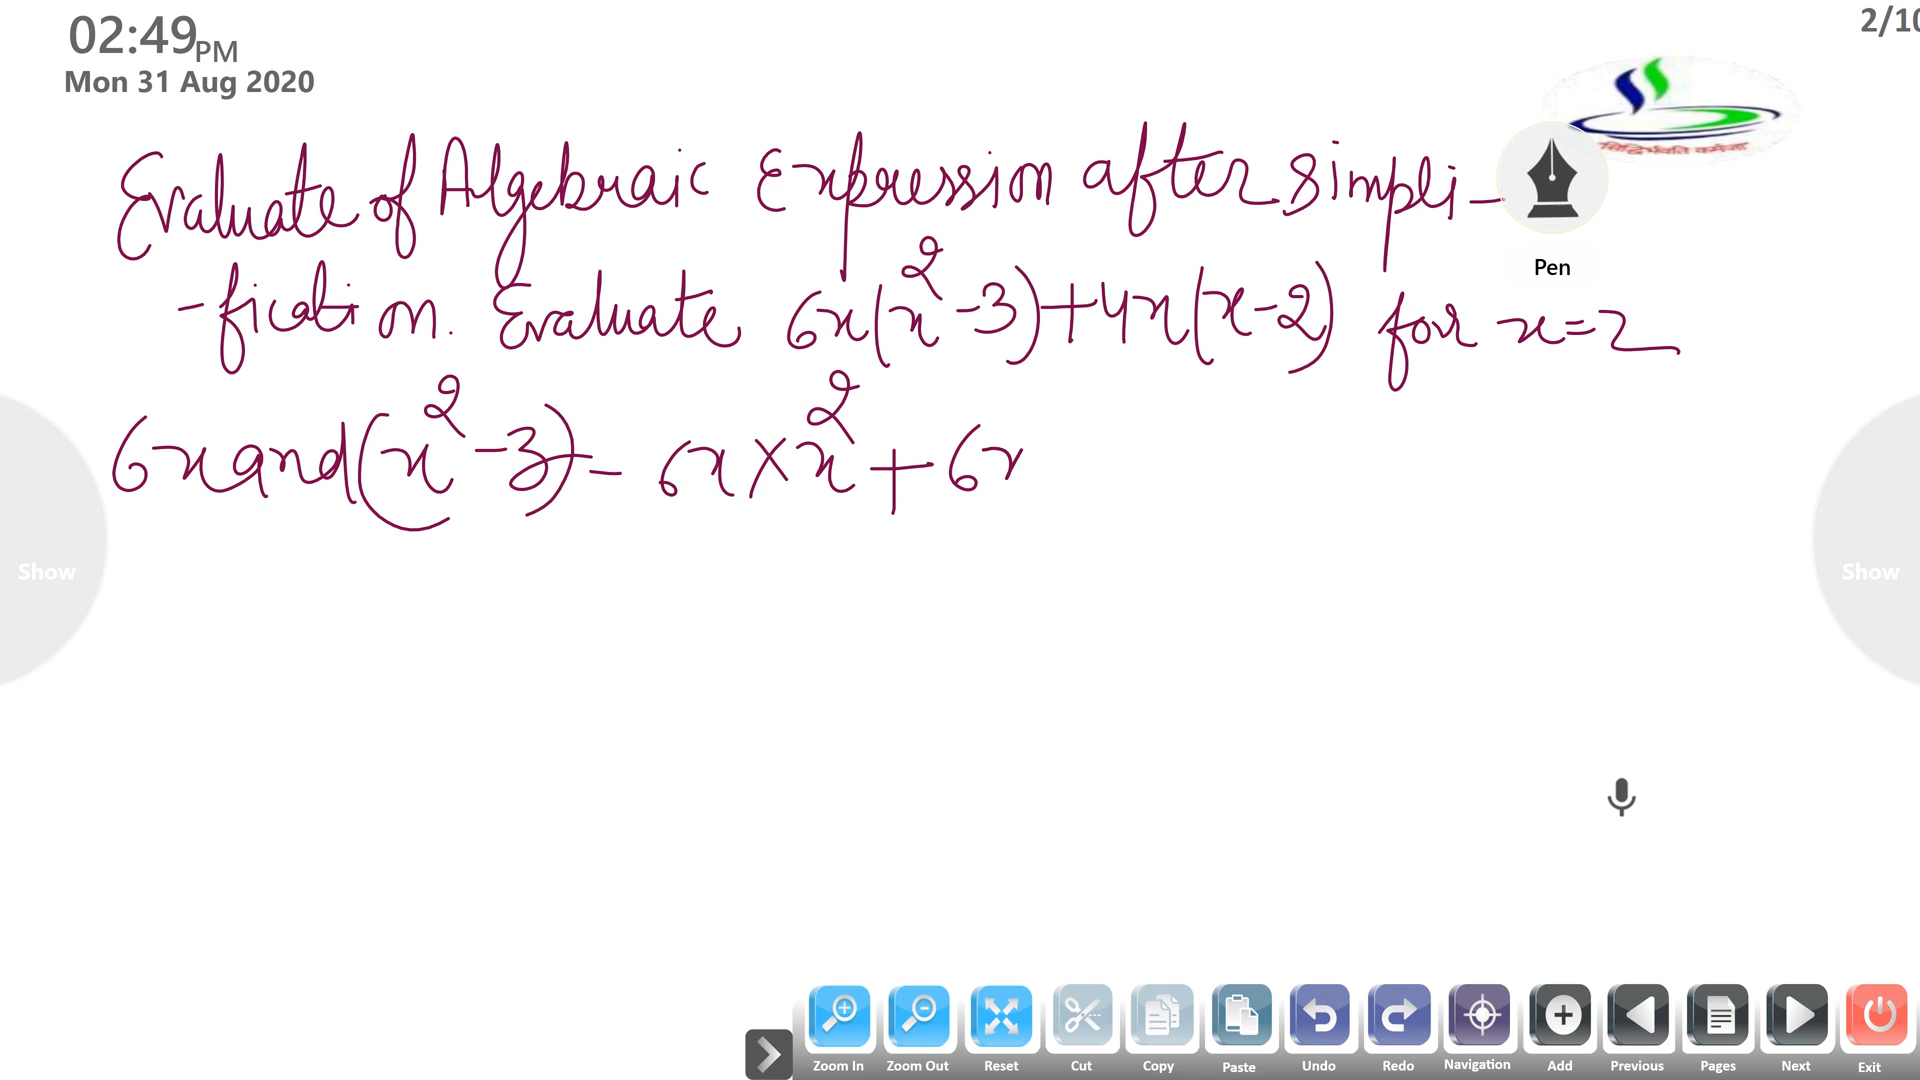 02:49 PM
2/10
Mon 31 Aug 2020
Evaluate of Algebraic Expression after simpli-
-fication. Evaluate 6x(x²-3)+4x(x-2) for x=2
6x and (x²-3) - 6x×x²+6x
Pen
Show
Show
Zoom In
Zoom Out
Reset
Cut
Copy
Paste
Undo
Redo
Navigation
Add
Previous
Pages
Next
Exit